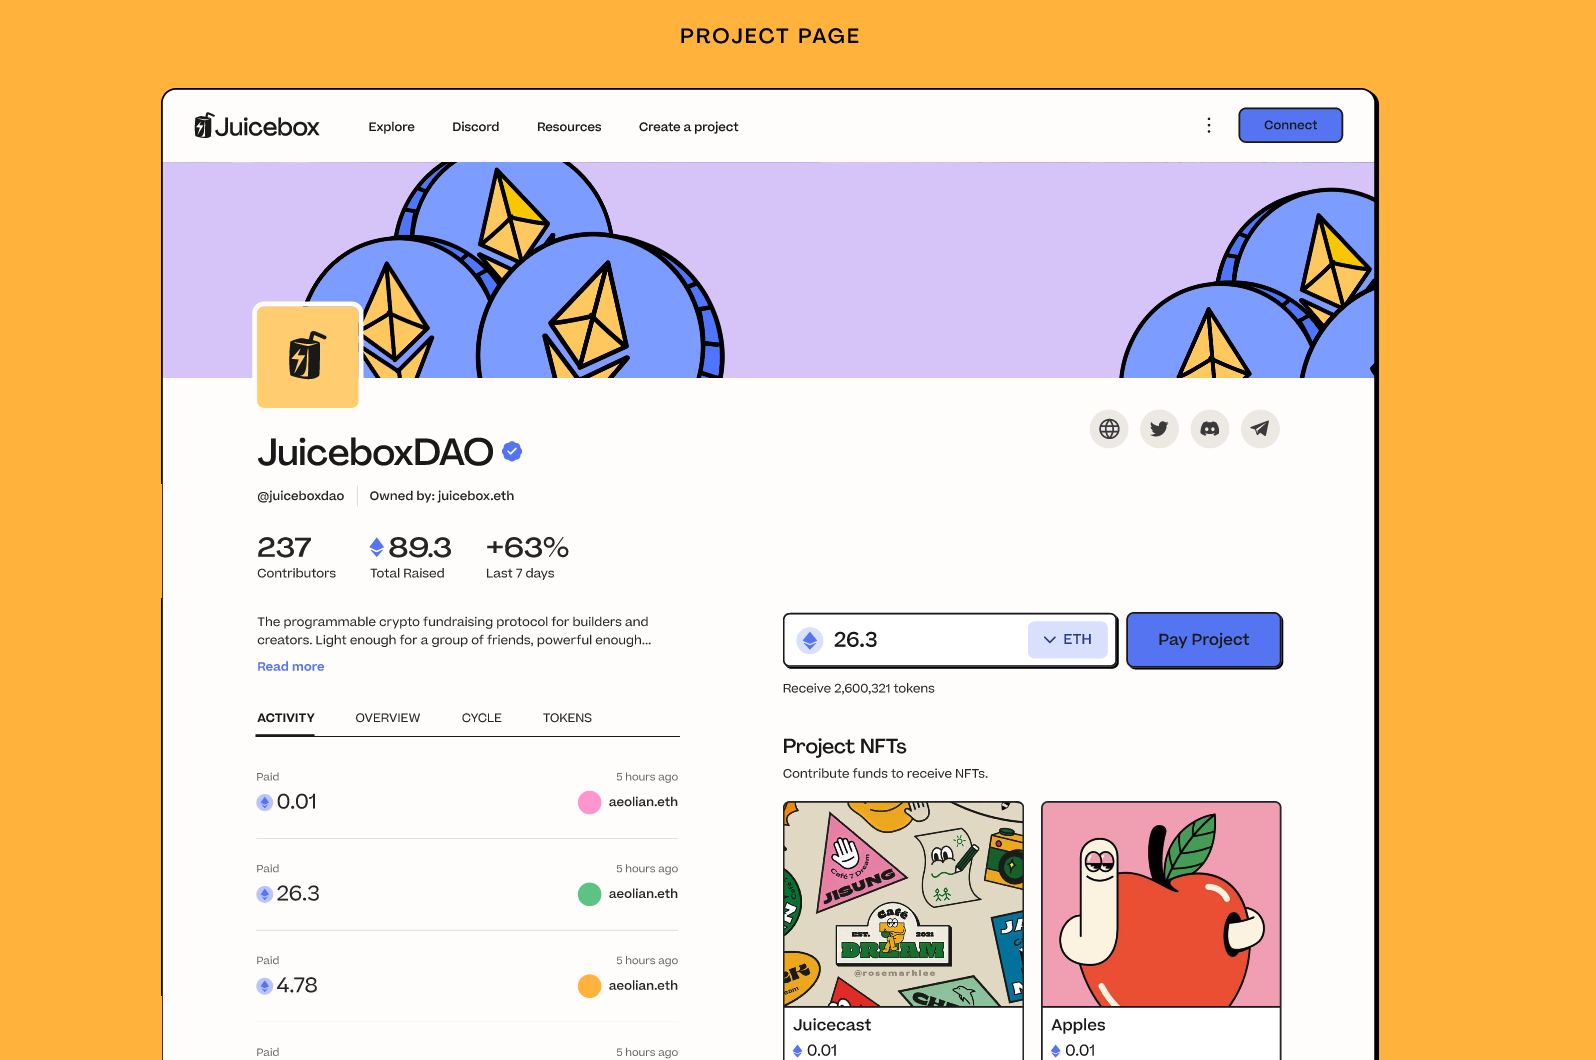 PROJECT PAGE
Juicebox Explore Discord Resources Create a project Connect
JuiceboxDAO
@juiceboxdao Owned by: juicebox.eth
237 89.3 +63%
Contributors Total Raised Last 7 days
The programmable crypto fundraising protocol for builders and
creators. Light enough for a group of friends, powerful enough...
Read more
26.3 ETH Pay Project
Receive 2,600,321 tokens
ACTIVITY OVERVIEW CYCLE TOKENS
Paid 5 hours ago
0.01 aeolian.eth
Paid 5 hours ago
26.3 aeolian.eth
Paid 5 hours ago
4.78 aeolian.eth
Paid 5 hours ago
Project NFTs
Contribute funds to receive NFTs.
Café 7 Dream
JISUNG
Café
EST. 2021
DREAM
@rosemarklee
Juicecast
0.01
Apples
0.01